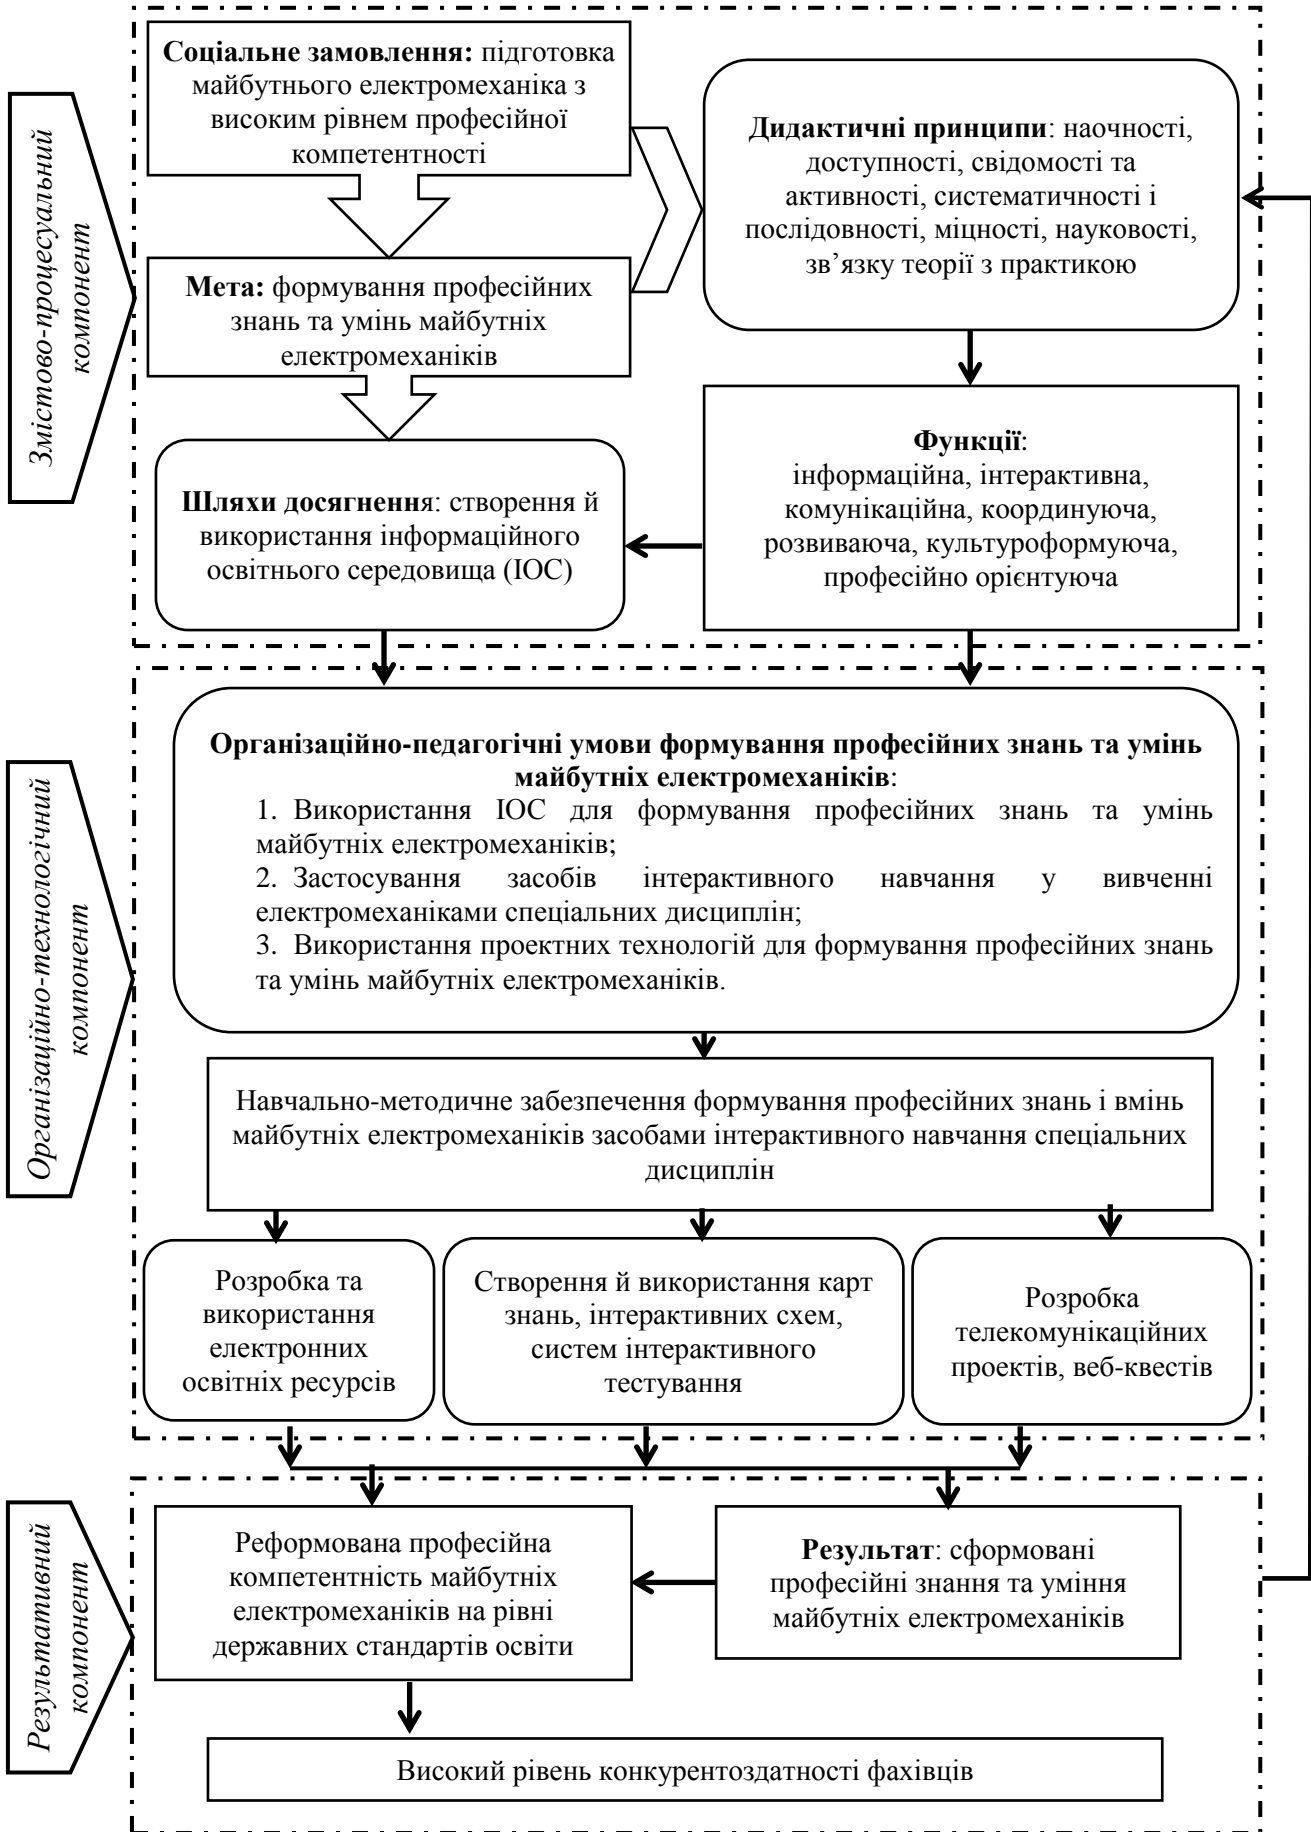 Змістово-процесуальний
компонент
Соціальне замовлення: підготовка
майбутнього електромеханіка з
високим рівнем професійної
компетентності
Дидактичні принципи: наочності,
доступності, свідомості та
активності, систематичності і
послідовності, міцності, науковості,
зв’язку теорії з практикою
Мета: формування професійних
знань та умінь майбутніх
електромеханіків
Функції:
інформаційна, інтерактивна,
комунікаційна, координуюча,
розвиваюча, культуроформуюча,
професійно орієнтуюча
Шляхи досягнення: створення й
використання інформаційного
освітнього середовища (ІОС)
Організаційно-технологічний
компонент
Організаційно-педагогічні умови формування професійних знань та умінь
майбутніх електромеханіків:
1. Використання ІОС для формування професійних знань та умінь
майбутніх електромеханіків;
2. Застосування засобів інтерактивного навчання у вивченні
електромеханіками спеціальних дисциплін;
3. Використання проектних технологій для формування професійних знань
та умінь майбутніх електромеханіків.
Навчально-методичне забезпечення формування професійних знань і вмінь
майбутніх електромеханіків засобами інтерактивного навчання спеціальних
дисциплін
Розробка та
використання
електронних
освітніх ресурсів
Створення й використання карт
знань, інтерактивних схем,
систем інтерактивного
тестування
Розробка
телекомунікаційних
проектів, веб-квестів
Результативний
компонент
Реформована професійна
компетентність майбутніх
електромеханіків на рівні
державних стандартів освіти
Результат: сформовані
професійні знання та уміння
майбутніх електромеханіків
Високий рівень конкурентоздатності фахівців